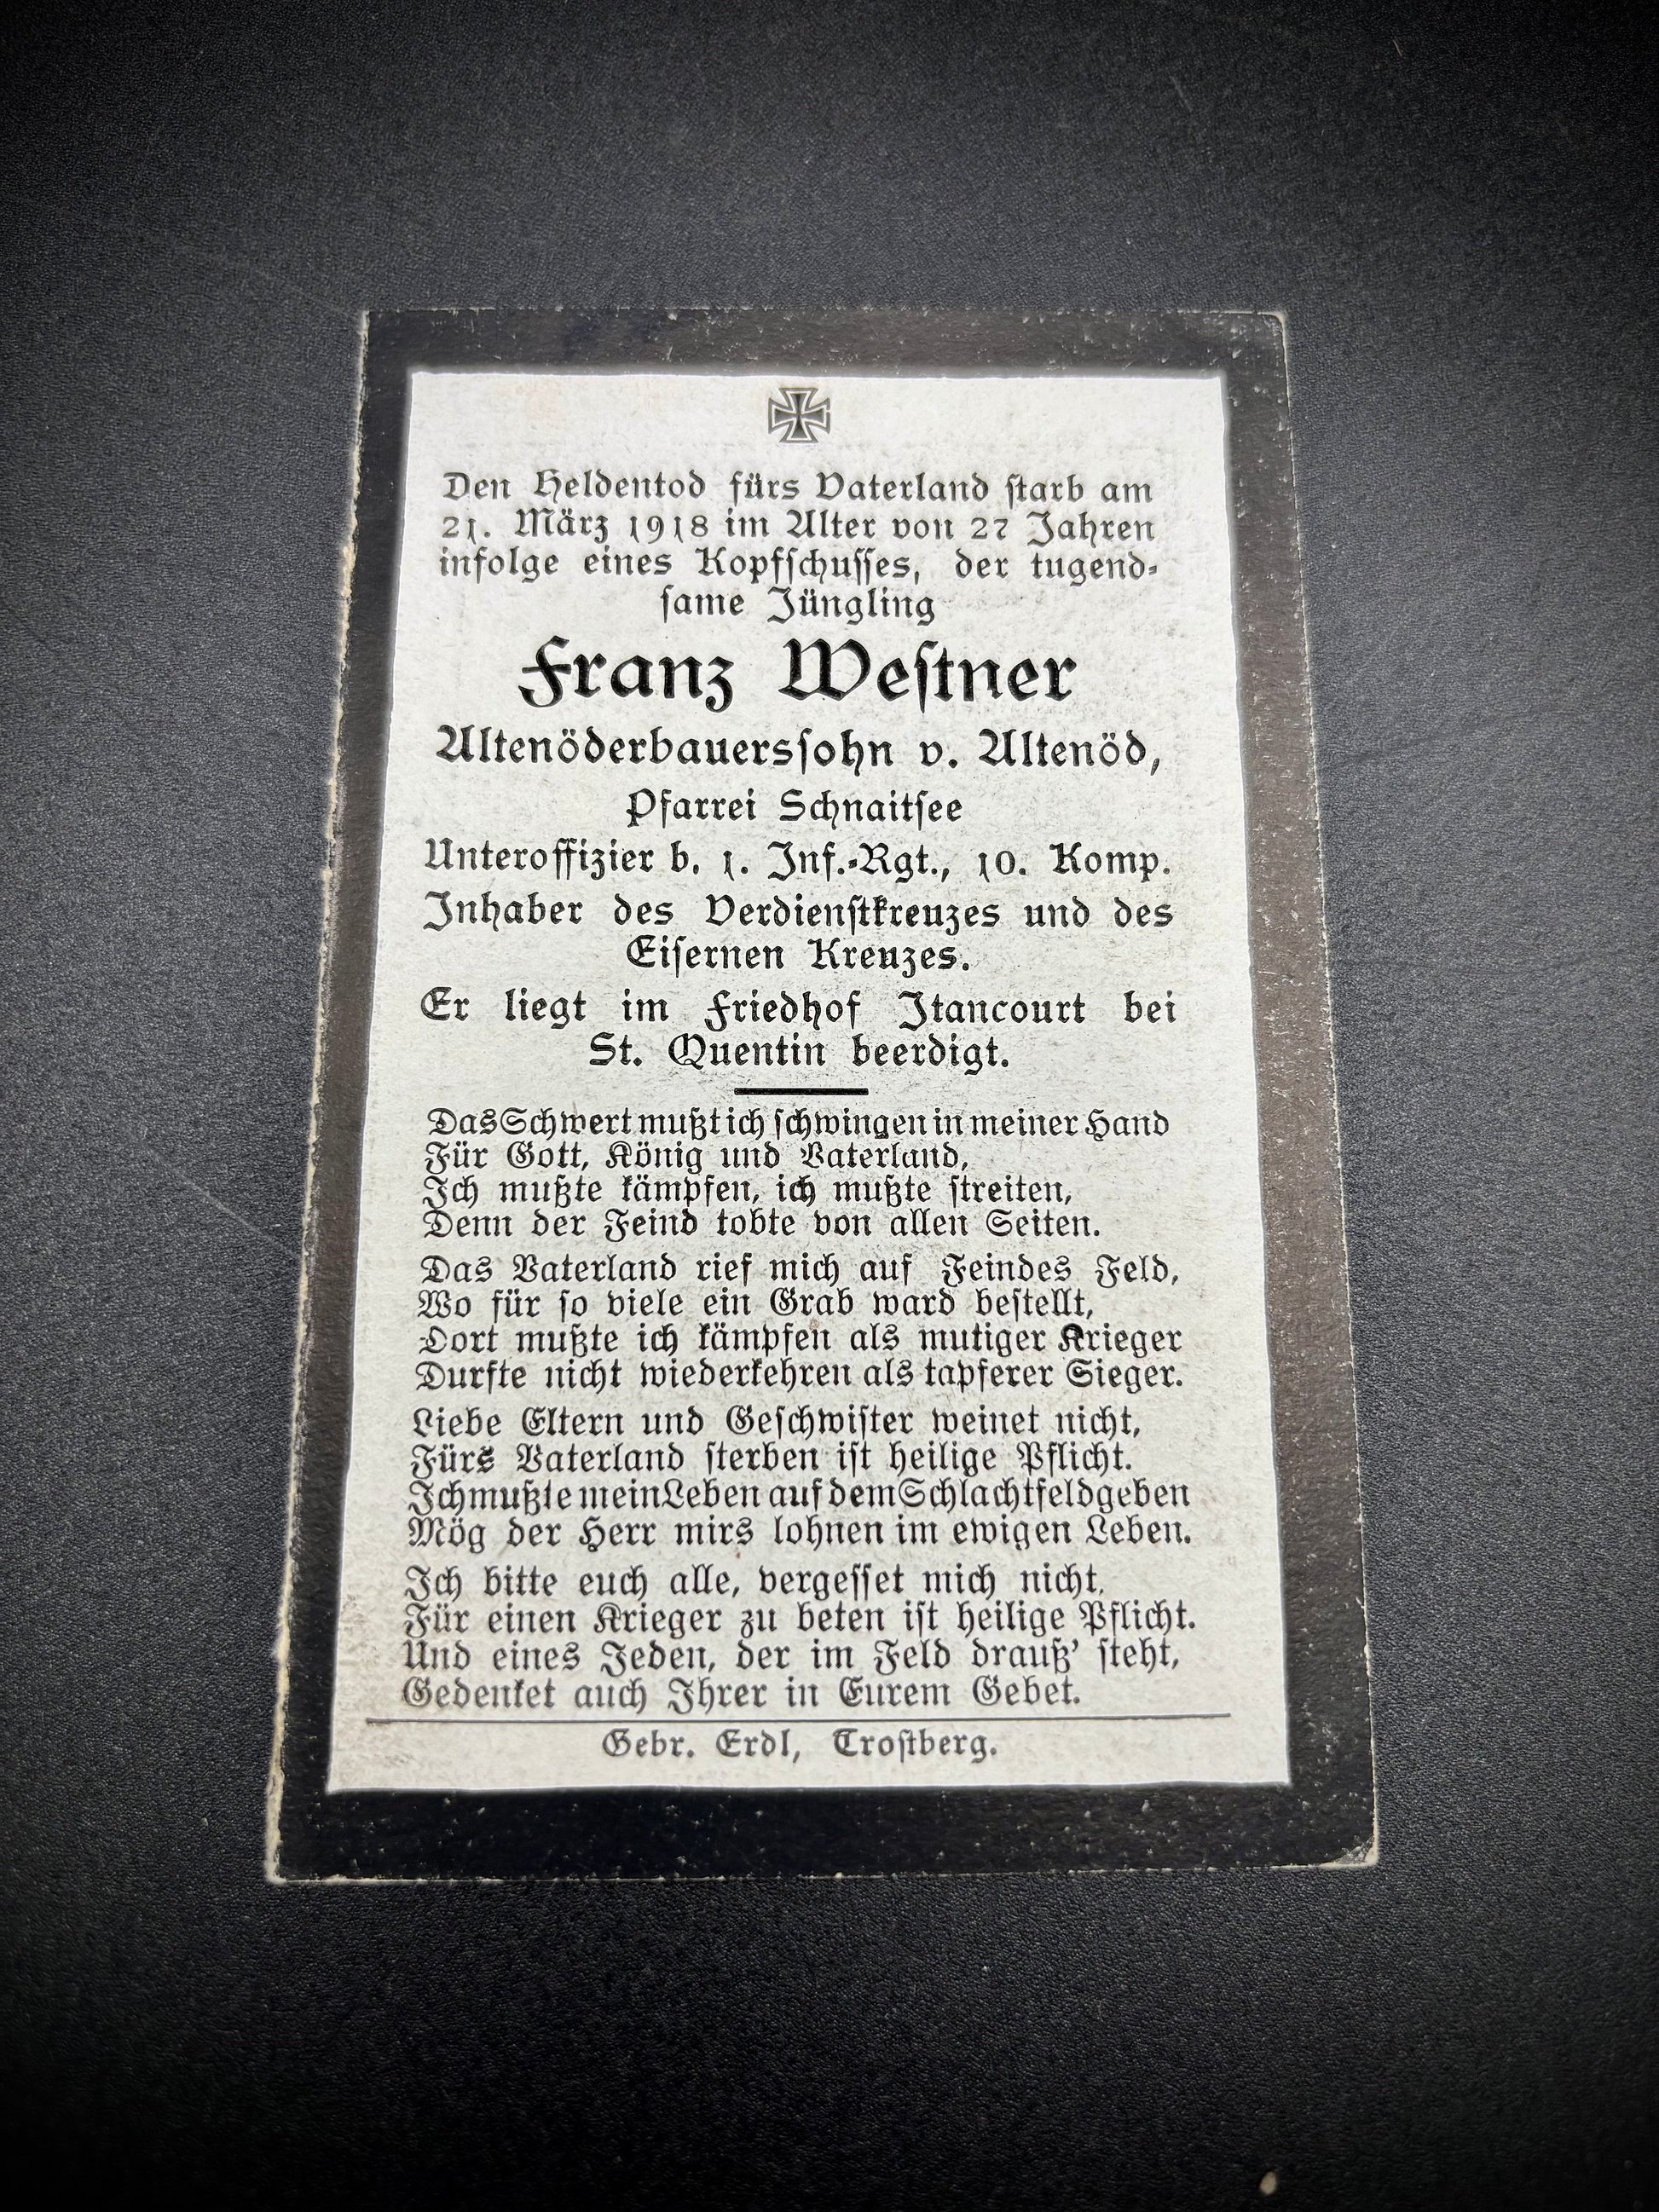 Den Heldentod fürs Vaterland starb am
21. März 1918 im Alter von 27 Jahren
infolge eines Kopfschusses, der tugend-
same Jüngling
Franz Westner
Altenöderbauerssohn v. Altenöd,
Pfarrei Schnaitsee
Unteroffizier b. 1. Inf.-Rgt., 10. Komp.
Inhaber des Verdienstkreuzes und des
Eisernen Kreuzes.
Er liegt im Friedhof Itancourt bei
St. Quentin beerdigt.
Das Schwert mußt ich schwingen in meiner Hand
Für Gott, König und Vaterland,
Ich mußte kämpfen, ich mußte streiten,
Denn der Feind tobte von allen Seiten.
Das Vaterland rief mich auf Feindes Feld,
Wo für so viele ein Grab ward bestellt,
Dort mußte ich kämpfen als mutiger Krieger
Durfte nicht wiederkehren als tapferer Sieger.
Liebe Eltern und Geschwister weinet nicht,
Fürs Vaterland sterben ist heilige Pflicht.
Ich mußte mein Leben auf dem Schlachtfeld geben
Mög der Herr mirs lohnen im ewigen Leben.
Ich bitte euch alle, vergesset mich nicht,
Für einen Krieger zu beten ist heilige Pflicht.
Und eines Jeden, der im Feld drauß' steht,
Gedenket auch Ihrer in Eurem Gebet.
Gebr. Erdl, Trostberg.